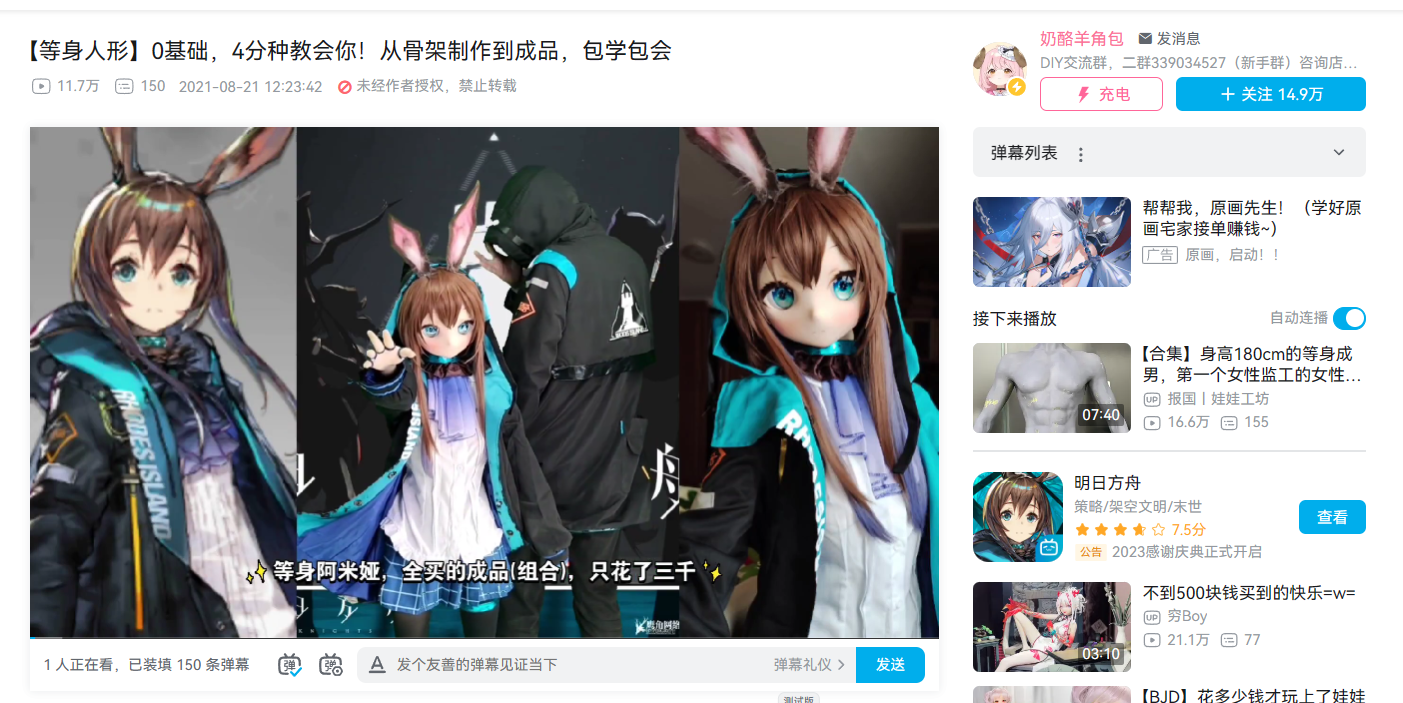 【等身人形】0基础，4分种教会你！从骨架制作到成品，包学包会
11.7万 150 2021-08-21 12:23:42 未经作者授权，禁止转载
RHODES ISLAND
等身阿米娅，全买的成品(组合)，只花了三千
鹰角网络
1 人正在看，已装填 150 条弹幕
弹
弹
A 发个友善的弹幕见证当下
弹幕礼仪
发送
测试版
奶酪羊角包 发消息
DIY交流群，二群339034527（新手群）咨询店…
充电
关注 14.9万
弹幕列表
帮帮我，原画先生！（学好原
画宅家接单赚钱~）
广告 原画，启动！！
接下来播放
自动连播
07:40
【合集】身高180cm的等身成
男，第一个女性监工的女性…
UP 报国丨娃娃工坊
16.6万 155
明日方舟
策略/架空文明/末世
7.5分
公告 2023感谢庆典正式开启
查看
03:10
不到500块钱买到的快乐=w=
UP 穷Boy
21.1万 77
【BJD】花多少钱才玩上了娃娃